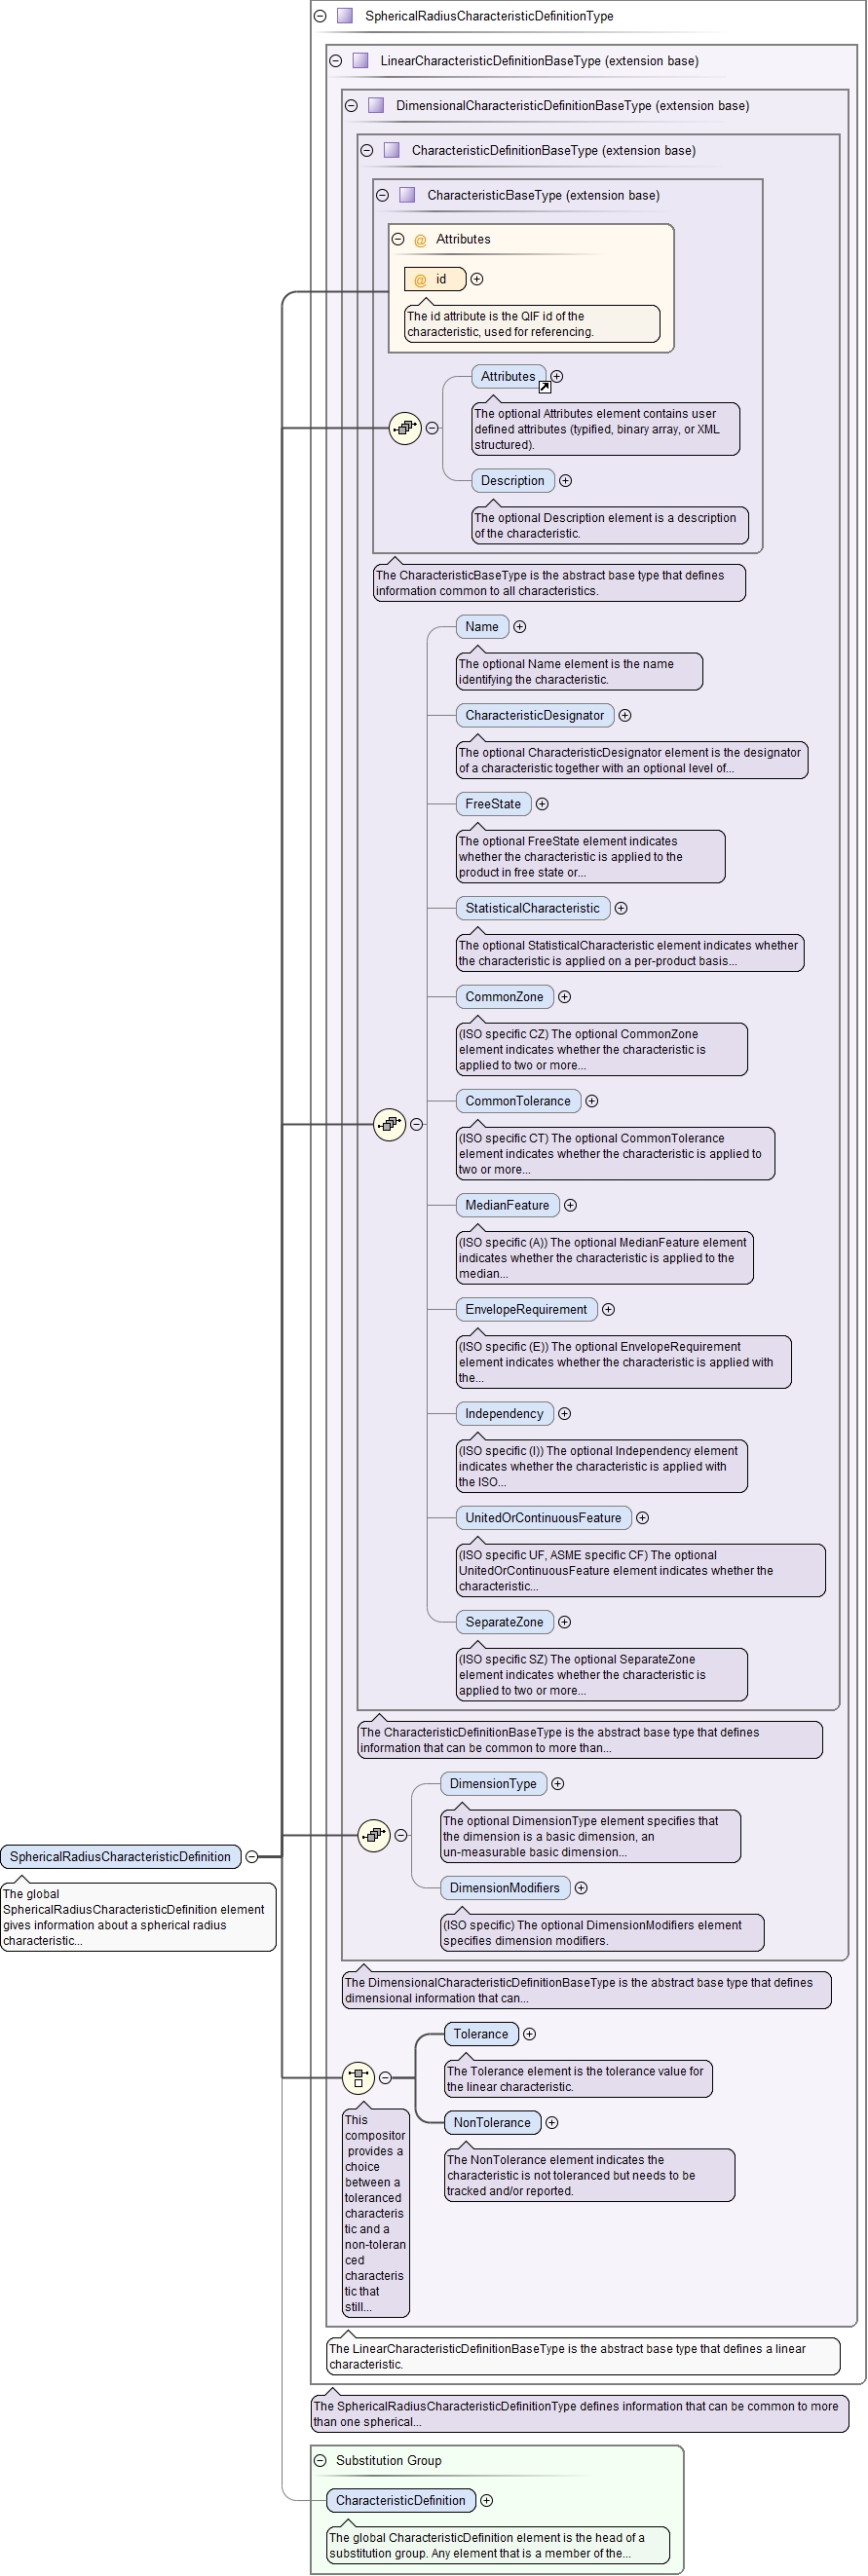 SphericalRadiusCharacteristicDefinitionType
LinearCharacteristicDefinitionBaseType (extension base)
DimensionalCharacteristicDefinitionBaseType (extension base)
CharacteristicDefinitionBaseType (extension base)
CharacteristicBaseType (extension base)
@ Attributes
@ id
The id attribute is the QIF id of the
characteristic, used for referencing.
Attributes
The optional Attributes element contains user
defined attributes (typified, binary array, or XML
structured).
Description
The optional Description element is a description
of the characteristic.
The CharacteristicBaseType is the abstract base type that defines
information common to all characteristics.
Name
The optional Name element is the name
identifying the characteristic.
CharacteristicDesignator
The optional CharacteristicDesignator element is the designator
of a characteristic together with an optional level of...
FreeState
The optional FreeState element indicates
whether the characteristic is applied to the
product in free state or...
StatisticalCharacteristic
The optional StatisticalCharacteristic element indicates whether
the characteristic is applied on a per-product basis...
CommonZone
(ISO specific CZ) The optional CommonZone
element indicates whether the characteristic is
applied to two or more...
CommonTolerance
(ISO specific CT) The optional CommonTolerance
element indicates whether the characteristic is applied to
two or more...
MedianFeature
(ISO specific (A)) The optional MedianFeature element
indicates whether the characteristic is applied to the
median...
EnvelopeRequirement
(ISO specific (E)) The optional EnvelopeRequirement
element indicates whether the characteristic is applied with
the...
Independency
(ISO specific (I)) The optional Independency element
indicates whether the characteristic is applied with
the ISO...
UnitedOrContinuousFeature
(ISO specific UF, ASME specific CF) The optional
UnitedOrContinuousFeature element indicates whether the
characteristic...
SeparateZone
(ISO specific SZ) The optional SeparateZone
element indicates whether the characteristic is
applied to two or more...
The CharacteristicDefinitionBaseType is the abstract base type that defines
information that can be common to more than...
DimensionType
The optional DimensionType element specifies that
the dimension is a basic dimension, an
un-measurable basic dimension...
DimensionModifiers
(ISO specific) The optional DimensionModifiers element
specifies dimension modifiers.
SphericalRadiusCharacteristicDefinition
The global
SphericalRadiusCharacteristicDefinition element
gives information about a spherical radius
characteristic...
The DimensionalCharacteristicDefinitionBaseType is the abstract base type that defines
dimensional information that can...
Tolerance
The Tolerance element is the tolerance value for
the linear characteristic.
NonTolerance
The NonTolerance element indicates the
characteristic is not toleranced but needs to be
tracked and/or reported.
This
compositor
provides a
choice
between a
toleranced
characteris
tic and a
non-toleran
ced
characteris
tic that
still...
The LinearCharacteristicDefinitionBaseType is the abstract base type that defines a linear
characteristic.
The SphericalRadiusCharacteristicDefinitionType defines information that can be common to more
than one spherical...
Substitution Group
CharacteristicDefinition
The global CharacteristicDefinition element is the head of a
substitution group. Any element that is a member of the...